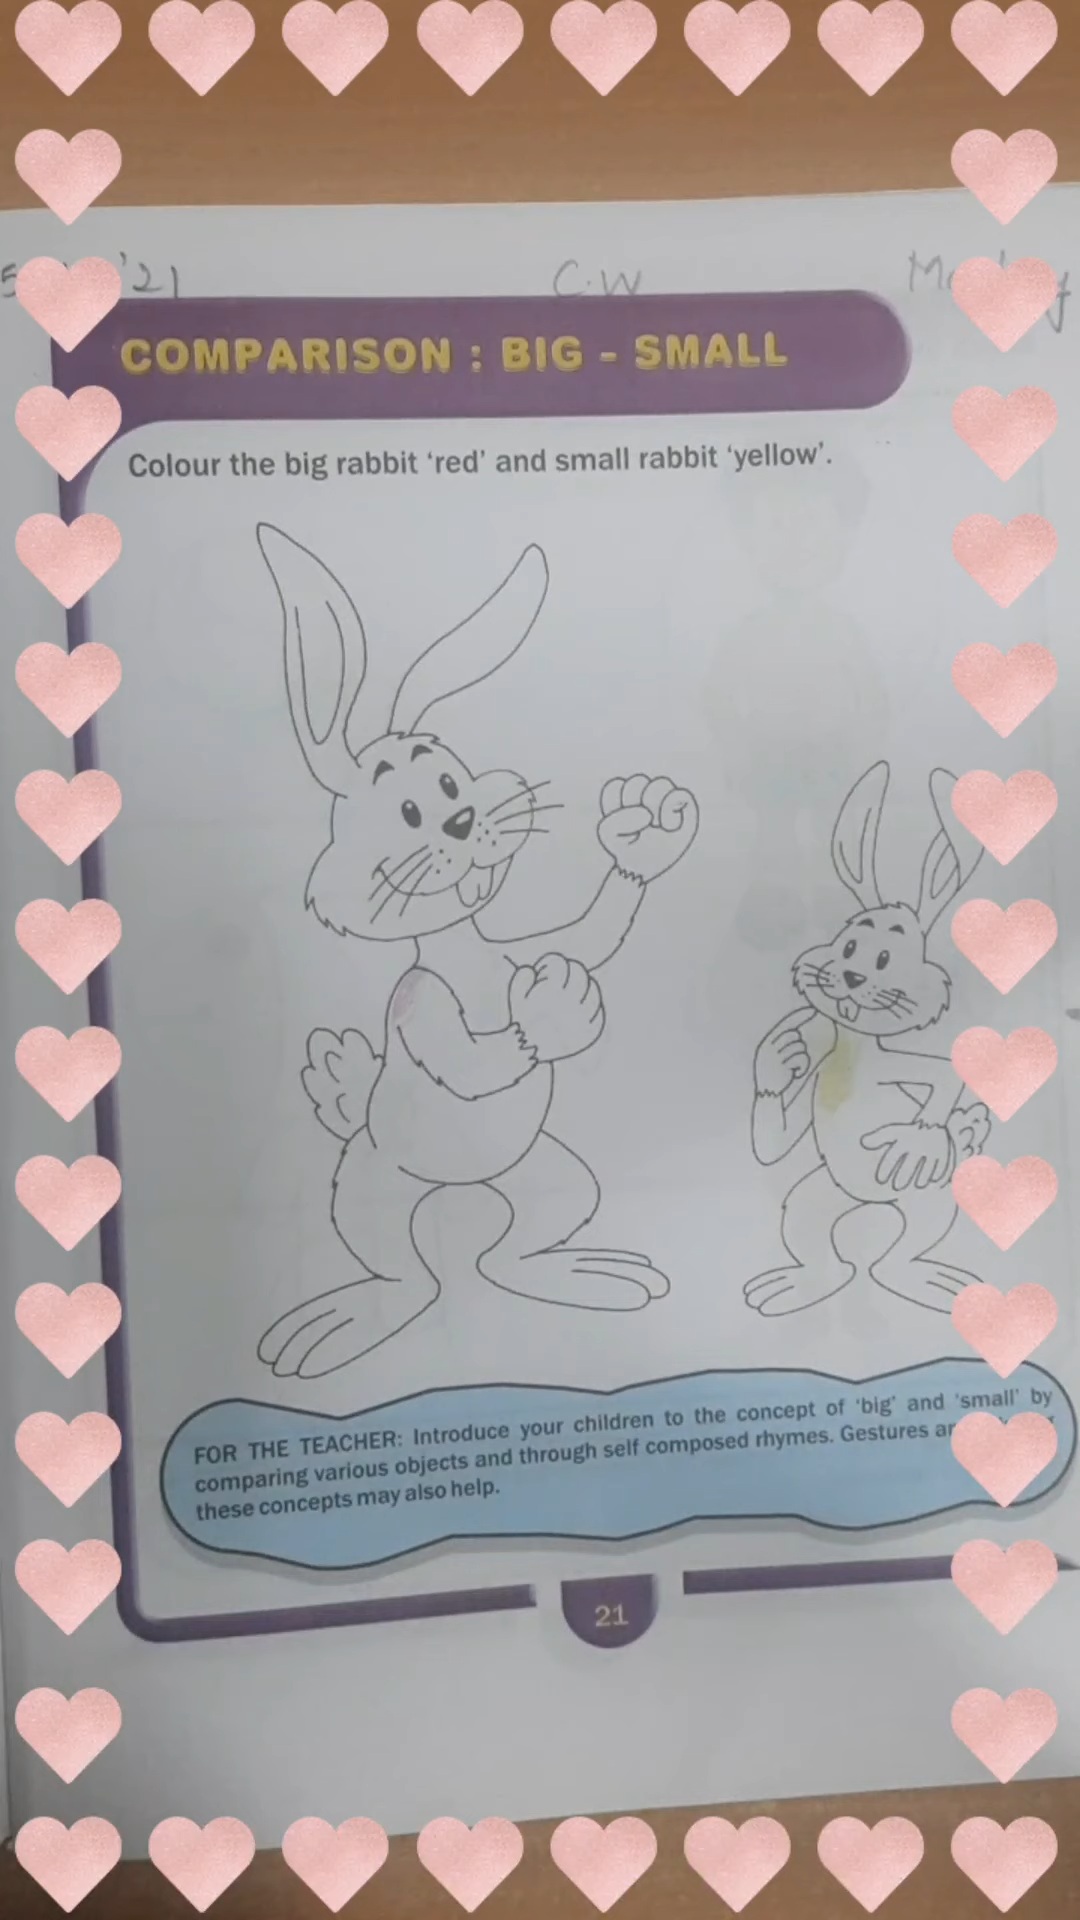 '21 C.W
COMPARISON : BIG - SMALL
Colour the big rabbit ‘red’ and small rabbit ‘yellow’.
FOR THE TEACHER: Introduce your children to the concept of ‘big’ and ‘small’ by
comparing various objects and through self composed rhymes. Gestures
these concepts may also help.
21